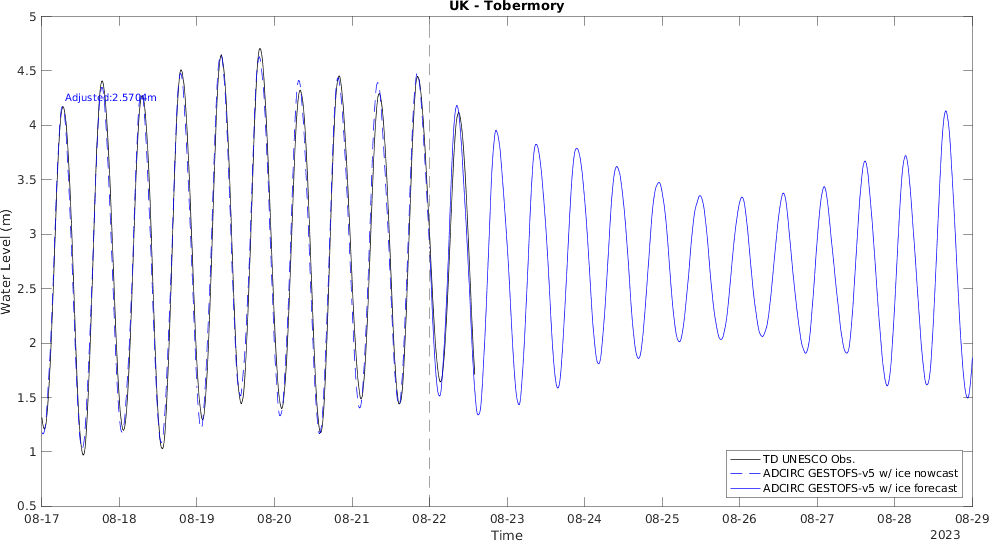 UK - Tobermory
5
4.5
4
3.5
3
2.5
2
1.5
1
0.5
Water Level (m)
Adjusted:2.5704m
TD UNESCO Obs.
ADCIRC GESTOFS-v5 w/ ice nowcast
ADCIRC GESTOFS-v5 w/ ice forecast
08-17 08-18 08-19 08-20 08-21 08-22 08-23 08-24 08-25 08-26 08-27 08-28 08-29
Time
2023